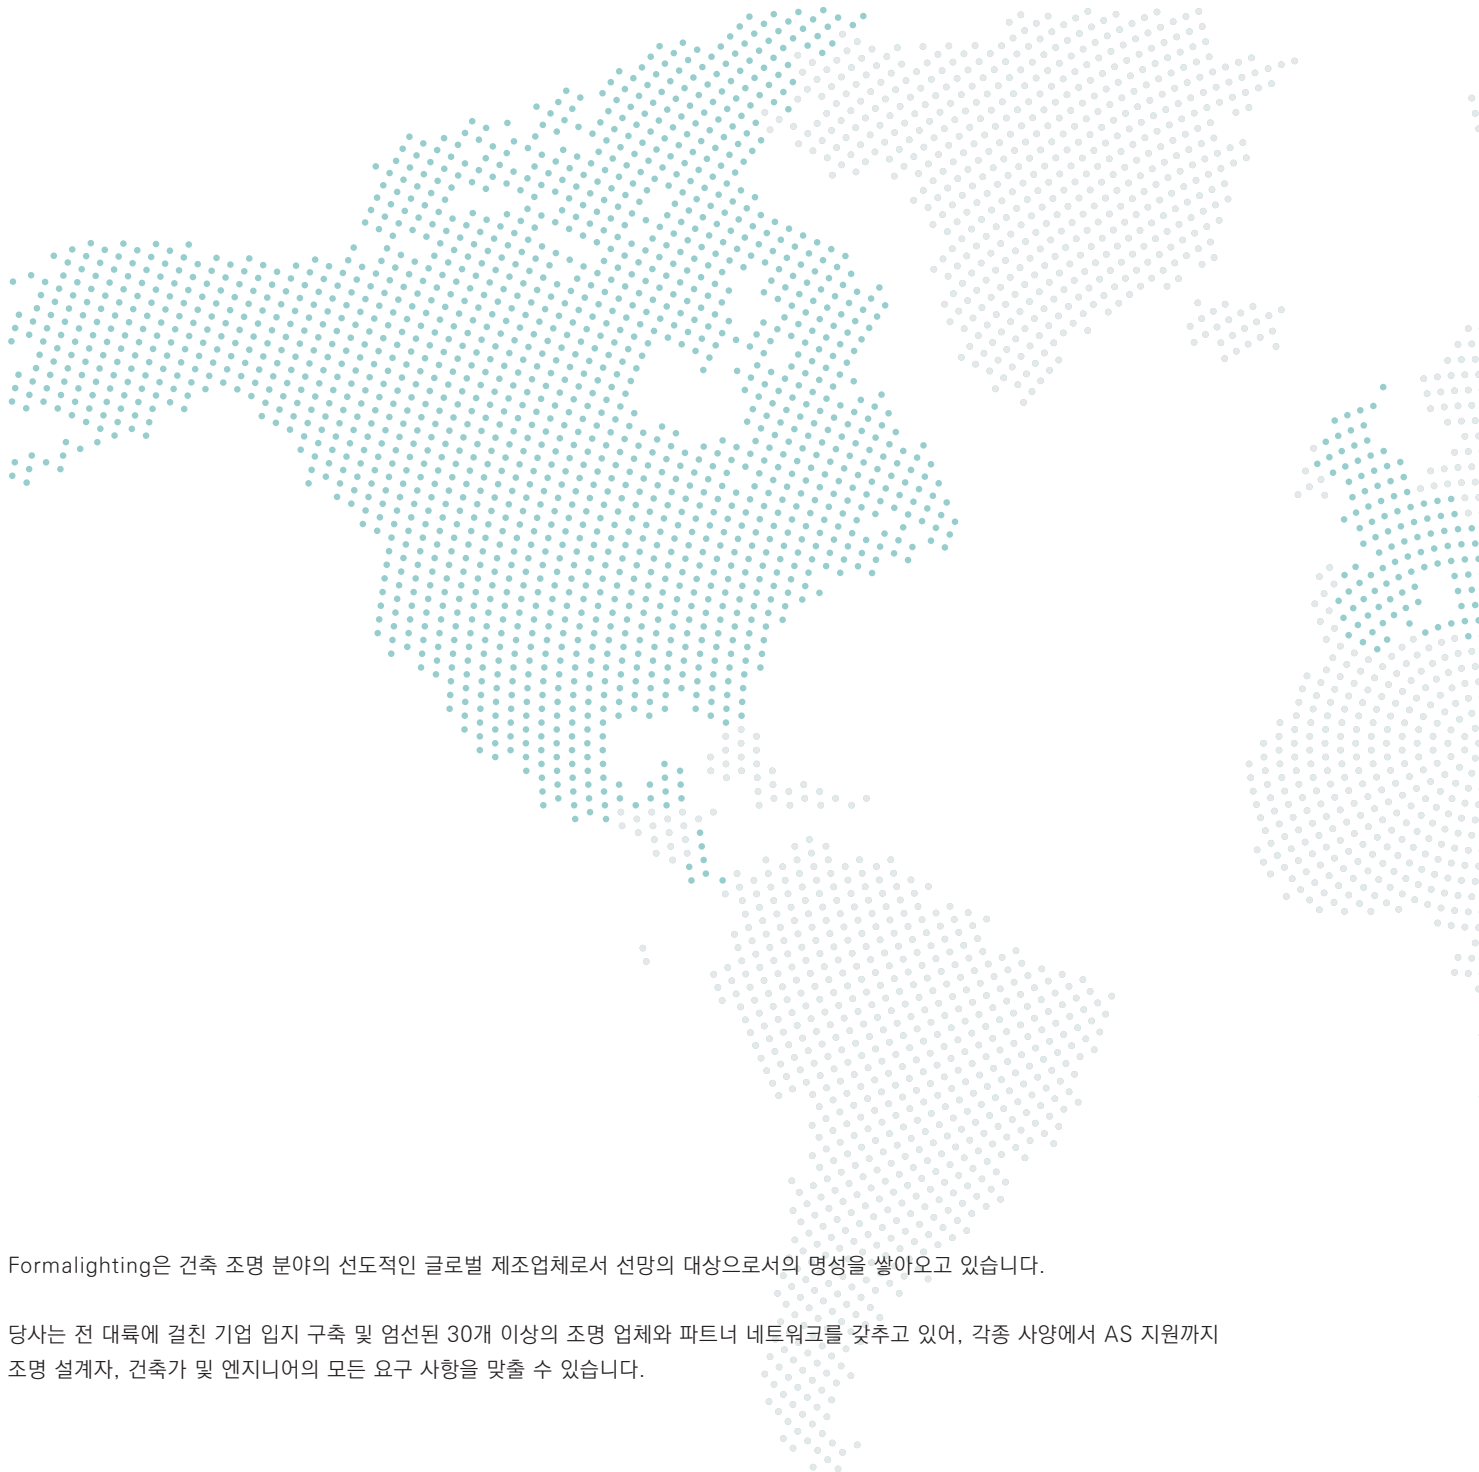 Formalighting은 건축 조명 분야의 선도적인 글로벌 제조업체로서 선망의 대상으로서의 명성을 쌓아오고 있습니다.
당사는 전 대륙에 걸친 기업 입지 구축 및 엄선된 30개 이상의 조명 업체와 파트너 네트워크를 갖추고 있어, 각종 사양에서 AS 지원까지
조명 설계자, 건축가 및 엔지니어의 모든 요구 사항을 맞출 수 있습니다.